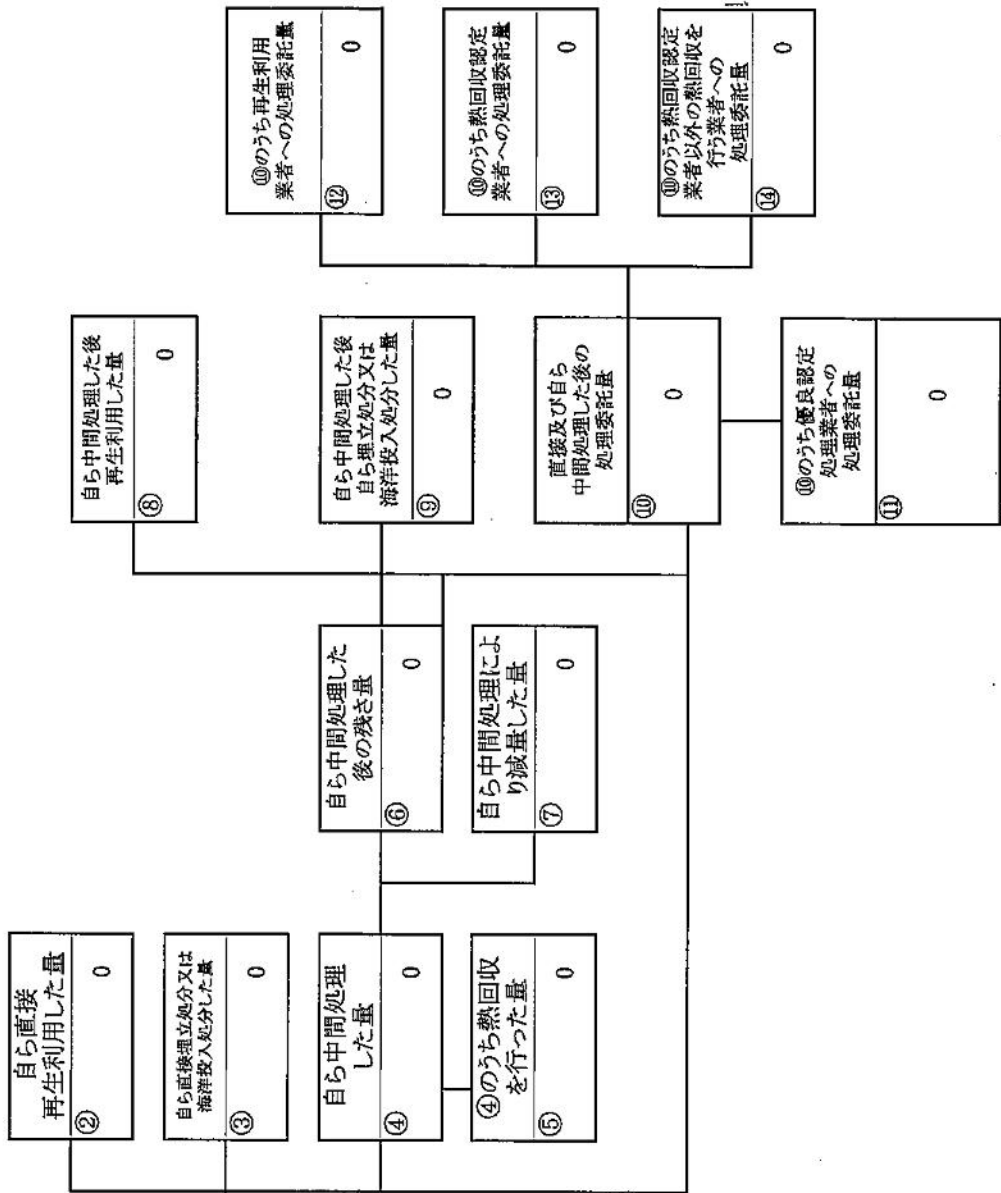 自ら直接
再生利用した量
②
0
自ら直接埋立処分又は
海洋投入処分した量
③
0
自ら中間処理
した量
④
0
④のうち熱回収
を行った量
⑤
0
自ら中間処理した
後の残さ量
⑥
0
自ら中間処理によ
り減量した量
⑦
0
自ら中間処理した後
再生利用した量
⑧
0
自ら中間処理した後
自ら埋立処分又は
海洋投入処分した量
⑨
0
直接及び自ら
中間処理した後の
処理委託量
⑩
0
⑩のうち優良認定
処理業者への
処理委託量
⑪
0
⑩のうち再生利用
業者への処理委託量
⑫
0
⑩のうち熱回収認定
業者への処理委託量
⑬
0
⑩のうち熱回収認定
業者以外の熱回収を
行う業者への
処理委託量
⑭
0